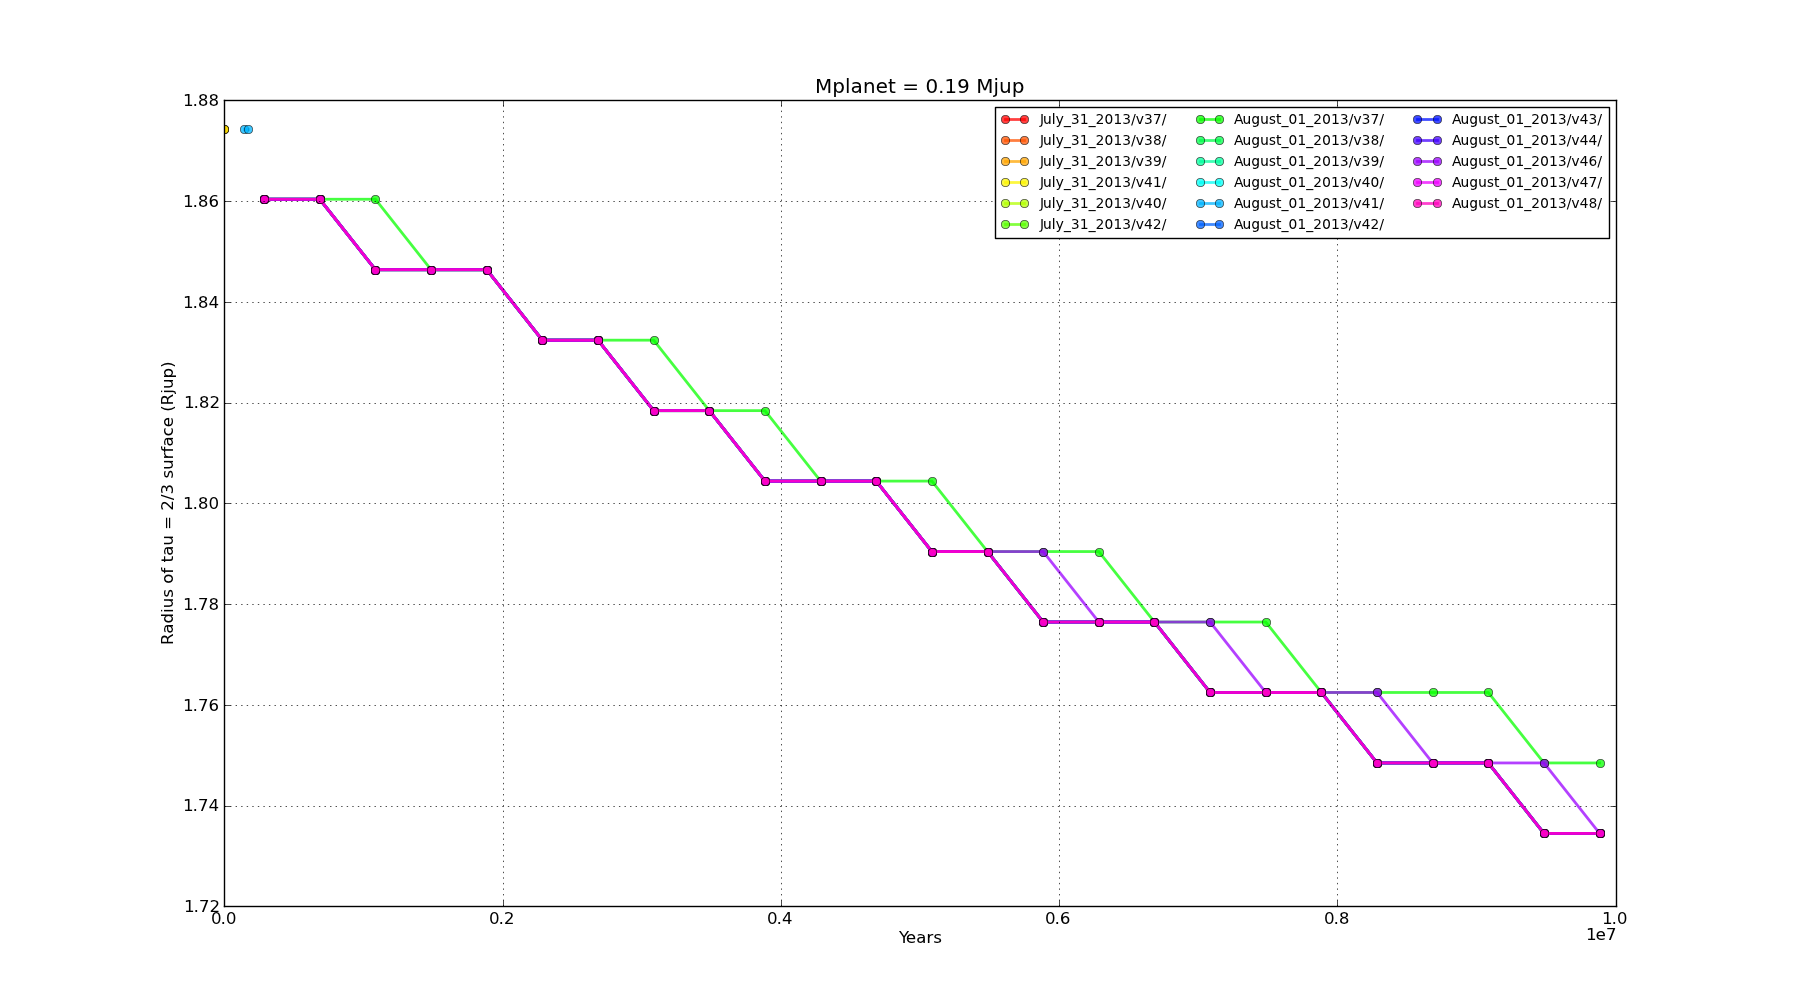 Mplanet = 0.19 Mjup
1.88
1.86
1.84
1.82
1.80
1.78
1.76
1.74
1.72
Radius of tau = 2/3 surface (Rjup)
July_31_2013/v37/
July_31_2013/v38/
July_31_2013/v39/
July_31_2013/v41/
July_31_2013/v40/
July_31_2013/v42/
August_01_2013/v37/
August_01_2013/v38/
August_01_2013/v39/
August_01_2013/v40/
August_01_2013/v41/
August_01_2013/v42/
August_01_2013/v43/
August_01_2013/v44/
August_01_2013/v46/
August_01_2013/v47/
August_01_2013/v48/
0.0 0.2 0.4 0.6 0.8 1.0
1e7
Years